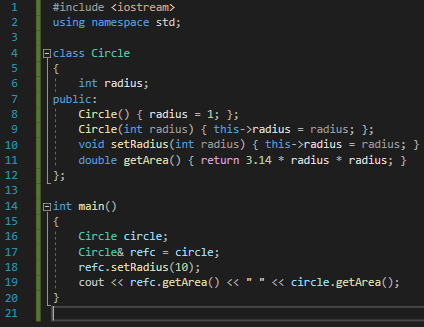 1 #include <iostream>
2 using namespace std;
3
4 class Circle
5 {
6 int radius;
7 public:
8 Circle() { radius = 1; };
9 Circle(int radius) { this->radius = radius; };
10 void setRadius(int radius) { this->radius = radius; }
11 double getArea() { return 3.14 * radius * radius; }
12 };
13
14 int main()
15 {
16 Circle circle;
17 Circle& refc = circle;
18 refc.setRadius(10);
19 cout << refc.getArea() << " " << circle.getArea();
20 }
21